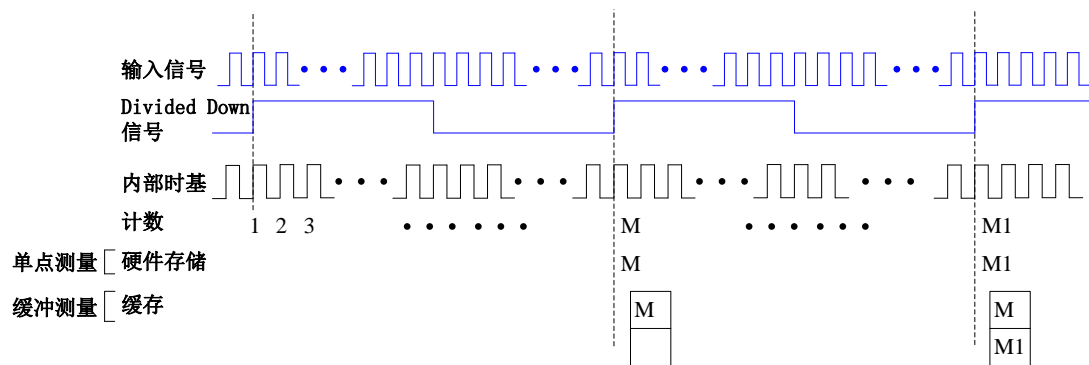 输入信号
Divided Down
信号
内部时基
计数 1 2 3 M M1
单点测量 硬件存储 M M1
缓冲测量 缓存 M M
M1